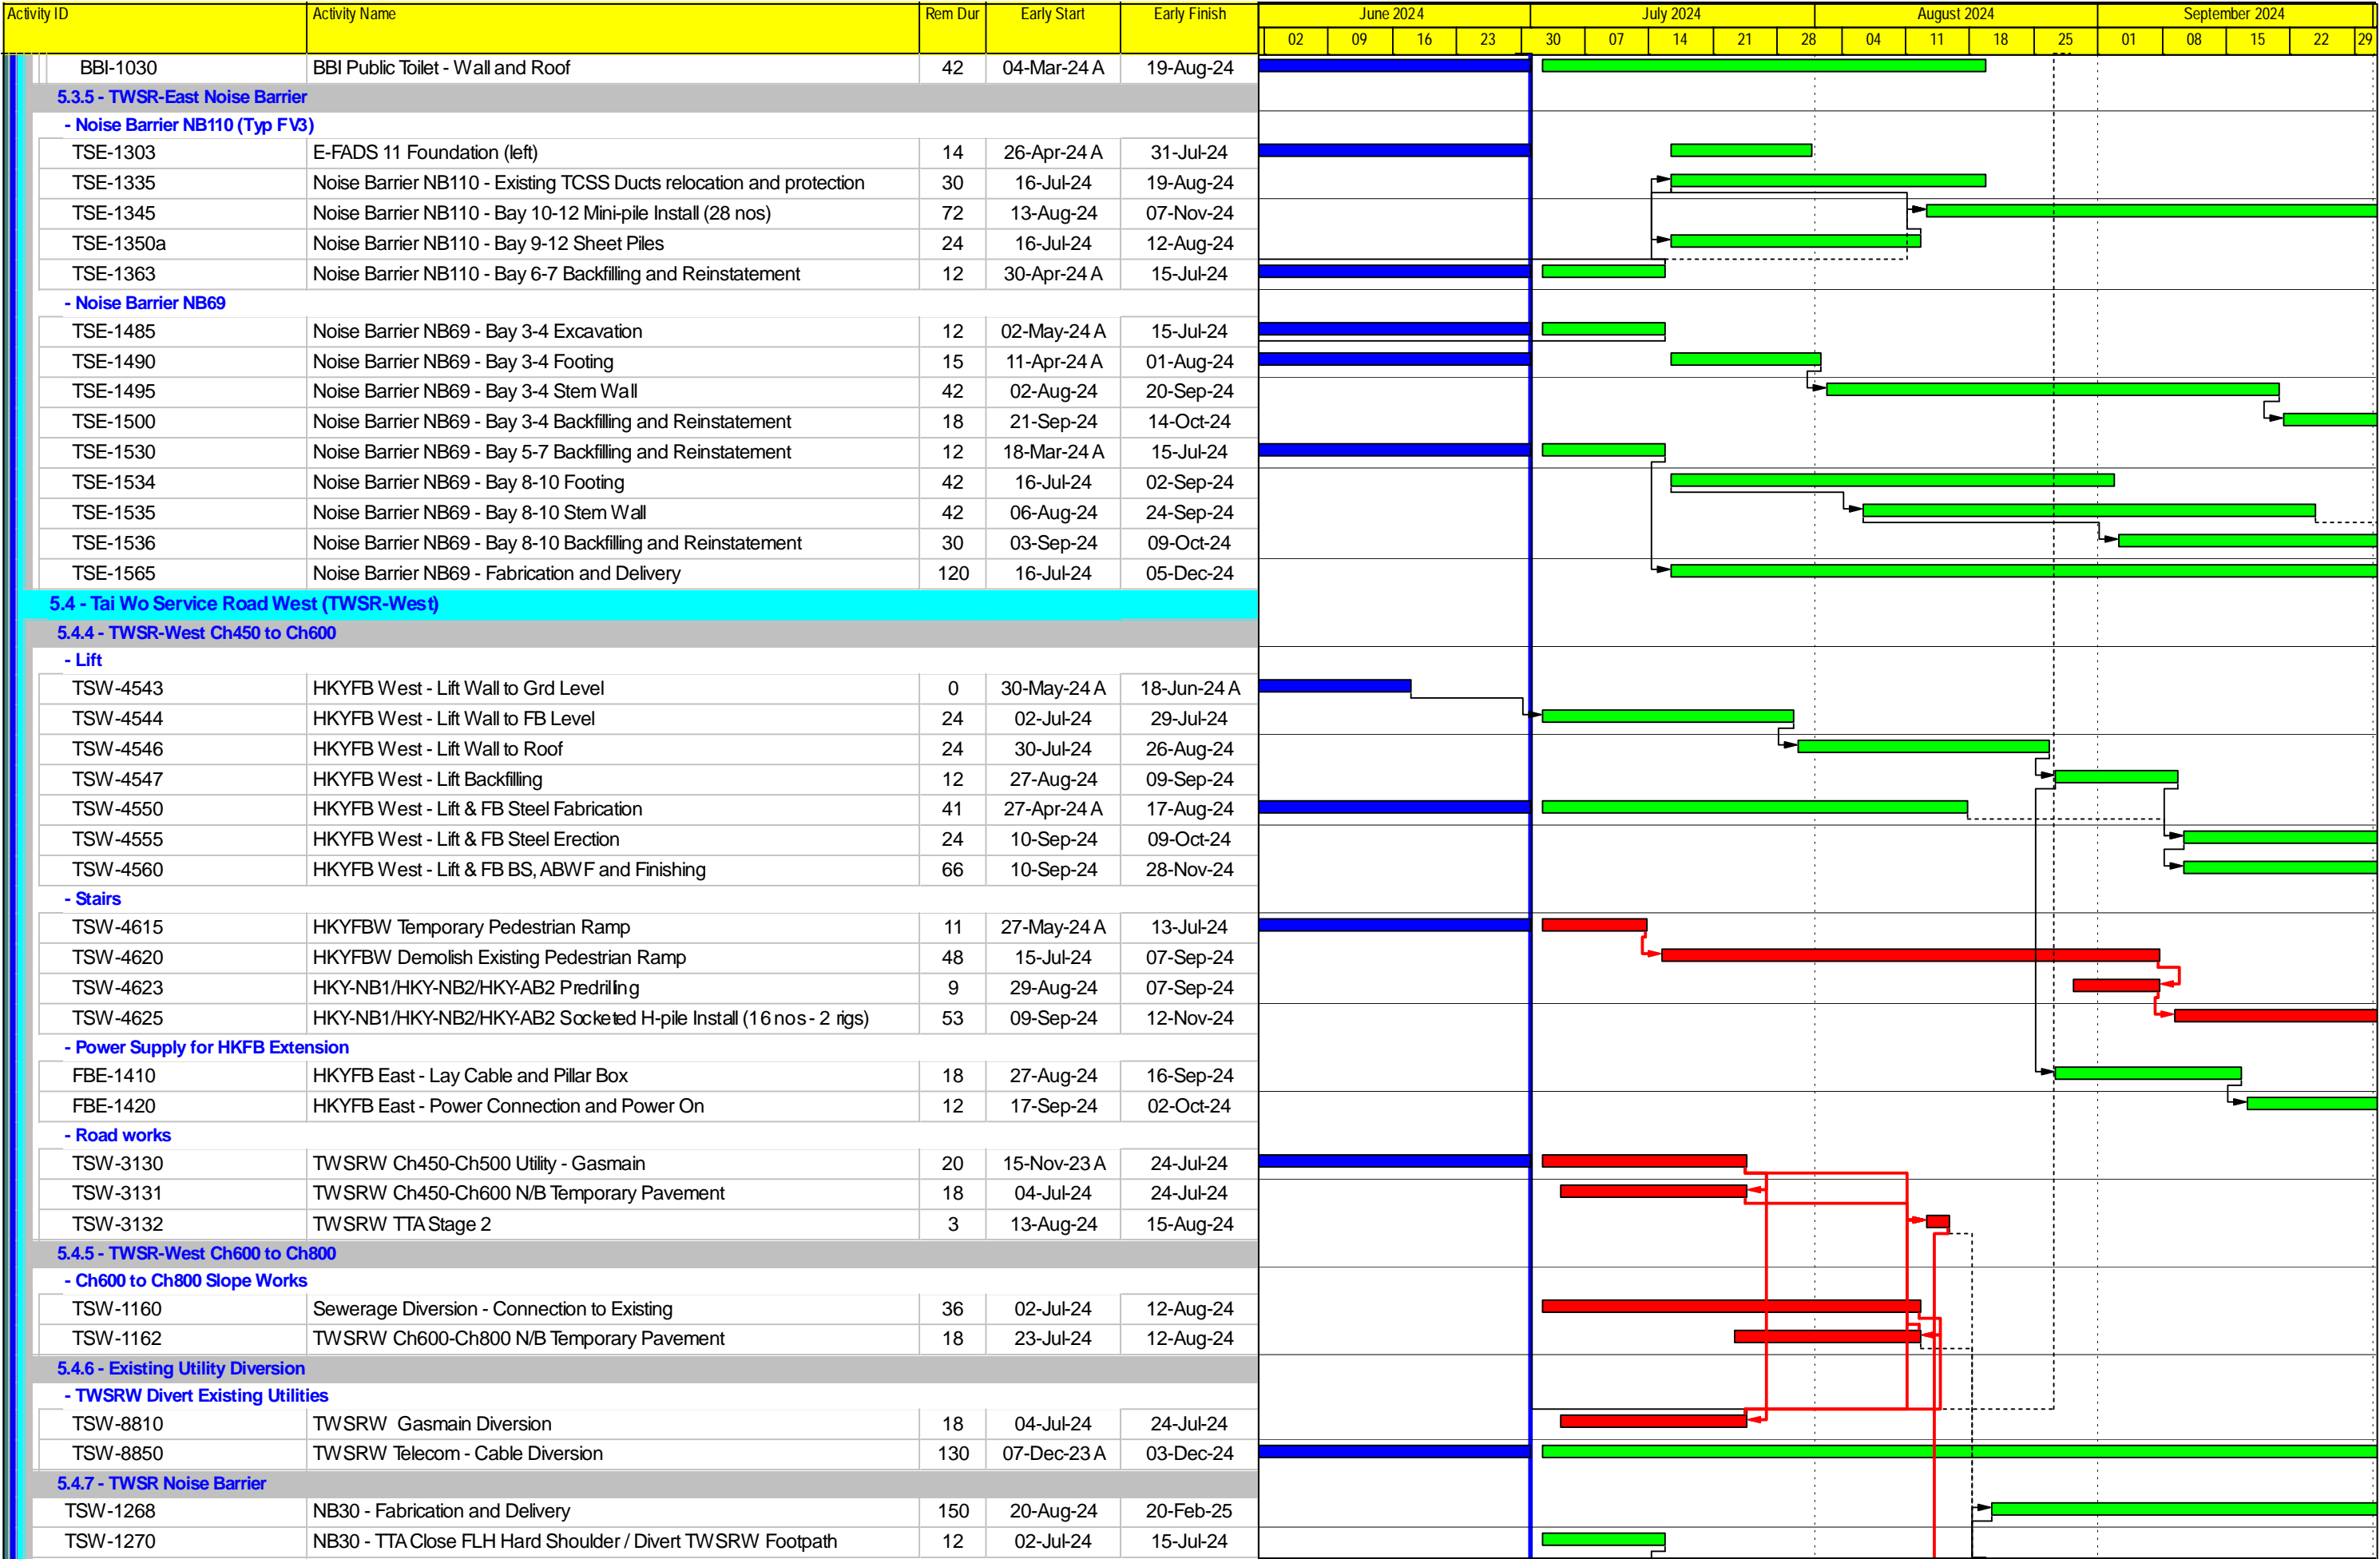 Activity ID Activity Name Rem Dur Early Start Early Finish June 2024 July 2024 August 2024 September 2024
02 09 16 23 30 07 14 21 28 04 11 18 25 01 08 15 22 29
BBI-1030 BBI Public Toilet - Wall and Roof 42 04-Mar-24 A 19-Aug-24
5.3.5 - TWSR-East Noise Barrier
- Noise Barrier NB110 (Typ FV3)
TSE-1303 E-FADS 11 Foundation (left) 14 26-Apr-24 A 31-Jul-24
TSE-1335 Noise Barrier NB110 - Existing TCSS Ducts relocation and protection 30 16-Jul-24 19-Aug-24
TSE-1345 Noise Barrier NB110 - Bay 10-12 Mini-pile Install (28 nos) 72 13-Aug-24 07-Nov-24
TSE-1350a Noise Barrier NB110 - Bay 9-12 Sheet Piles 24 16-Jul-24 12-Aug-24
TSE-1363 Noise Barrier NB110 - Bay 6-7 Backfilling and Reinstatement 12 30-Apr-24 A 15-Jul-24
- Noise Barrier NB69
TSE-1485 Noise Barrier NB69 - Bay 3-4 Excavation 12 02-May-24 A 15-Jul-24
TSE-1490 Noise Barrier NB69 - Bay 3-4 Footing 15 11-Apr-24 A 01-Aug-24
TSE-1495 Noise Barrier NB69 - Bay 3-4 Stem Wall 42 02-Aug-24 20-Sep-24
TSE-1500 Noise Barrier NB69 - Bay 3-4 Backfilling and Reinstatement 18 21-Sep-24 14-Oct-24
TSE-1530 Noise Barrier NB69 - Bay 5-7 Backfilling and Reinstatement 12 18-Mar-24 A 15-Jul-24
TSE-1534 Noise Barrier NB69 - Bay 8-10 Footing 42 16-Jul-24 02-Sep-24
TSE-1535 Noise Barrier NB69 - Bay 8-10 Stem Wall 42 06-Aug-24 24-Sep-24
TSE-1536 Noise Barrier NB69 - Bay 8-10 Backfilling and Reinstatement 30 03-Sep-24 09-Oct-24
TSE-1565 Noise Barrier NB69 - Fabrication and Delivery 120 16-Jul-24 05-Dec-24
5.4 - Tai Wo Service Road West (TWSR-West)
5.4.4 - TWSR-West Ch450 to Ch600
- Lift
TSW-4543 HKYFB West - Lift Wall to Grd Level 0 30-May-24 A 18-Jun-24 A
TSW-4544 HKYFB West - Lift Wall to FB Level 24 02-Jul-24 29-Jul-24
TSW-4546 HKYFB West - Lift Wall to Roof 24 30-Jul-24 26-Aug-24
TSW-4547 HKYFB West - Lift Backfilling 12 27-Aug-24 09-Sep-24
TSW-4550 HKYFB West - Lift & FB Steel Fabrication 41 27-Apr-24 A 17-Aug-24
TSW-4555 HKYFB West - Lift & FB Steel Erection 24 10-Sep-24 09-Oct-24
TSW-4560 HKYFB West - Lift & FB BS, ABWF and Finishing 66 10-Sep-24 28-Nov-24
- Stairs
TSW-4615 HKYFBW Temporary Pedestrian Ramp 11 27-May-24 A 13-Jul-24
TSW-4620 HKYFBW Demolish Existing Pedestrian Ramp 48 15-Jul-24 07-Sep-24
TSW-4623 HKY-NB1/HKY-NB2/HKY-AB2 Predrilling 9 29-Aug-24 07-Sep-24
TSW-4625 HKY-NB1/HKY-NB2/HKY-AB2 Socketed H-pile Install (16 nos - 2 rigs) 53 09-Sep-24 12-Nov-24
- Power Supply for HKFB Extension
FBE-1410 HKYFB East - Lay Cable and Pillar Box 18 27-Aug-24 16-Sep-24
FBE-1420 HKYFB East - Power Connection and Power On 12 17-Sep-24 02-Oct-24
- Road works
TSW-3130 TWSRW Ch450-Ch500 Utility - Gasmain 20 15-Nov-23 A 24-Jul-24
TSW-3131 TWSRW Ch450-Ch600 N/B Temporary Pavement 18 04-Jul-24 24-Jul-24
TSW-3132 TWSRW TTA Stage 2 3 13-Aug-24 15-Aug-24
5.4.5 - TWSR-West Ch600 to Ch800
- Ch600 to Ch800 Slope Works
TSW-1160 Sewerage Diversion - Connection to Existing 36 02-Jul-24 12-Aug-24
TSW-1162 TWSRW Ch600-Ch800 N/B Temporary Pavement 18 23-Jul-24 12-Aug-24
5.4.6 - Existing Utility Diversion
- TWSRW Divert Existing Utilities
TSW-8810 TWSRW Gasmain Diversion 18 04-Jul-24 24-Jul-24
TSW-8850 TWSRW Telecom - Cable Diversion 130 07-Dec-23 A 03-Dec-24
5.4.7 - TWSR Noise Barrier
TSW-1268 NB30 - Fabrication and Delivery 150 20-Aug-24 20-Feb-25
TSW-1270 NB30 - TTA Close FLH Hard Shoulder / Divert TWSRW Footpath 12 02-Jul-24 15-Jul-24